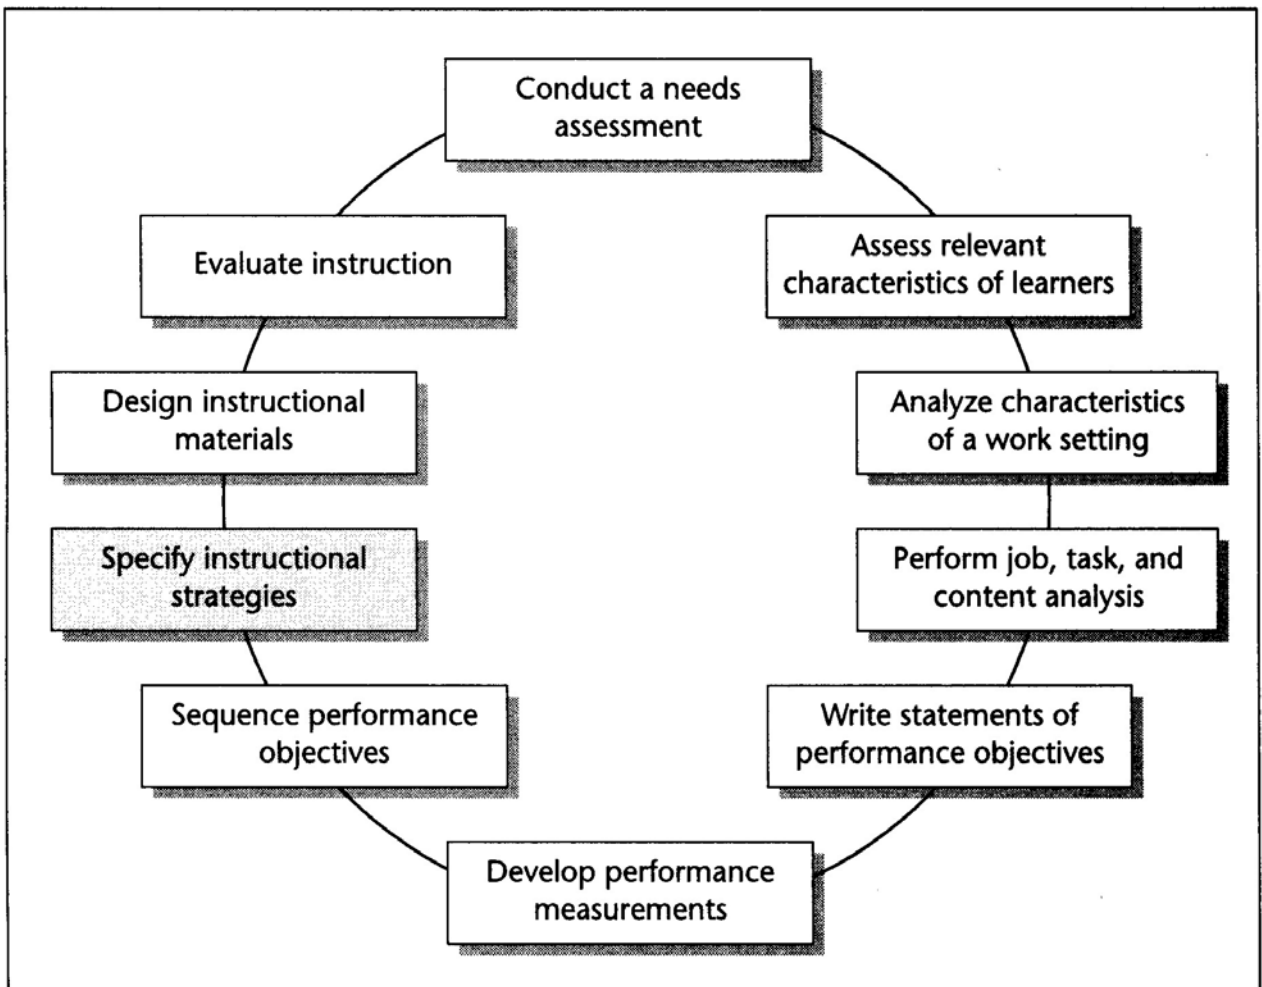 Conduct a needs
assessment
Assess relevant
characteristics of learners
Analyze characteristics
of a work setting
Perform job, task, and
content analysis
Write statements of
performance objectives
Develop performance
measurements
Sequence performance
objectives
Specify instructional
strategies
Design instructional
materials
Evaluate instruction